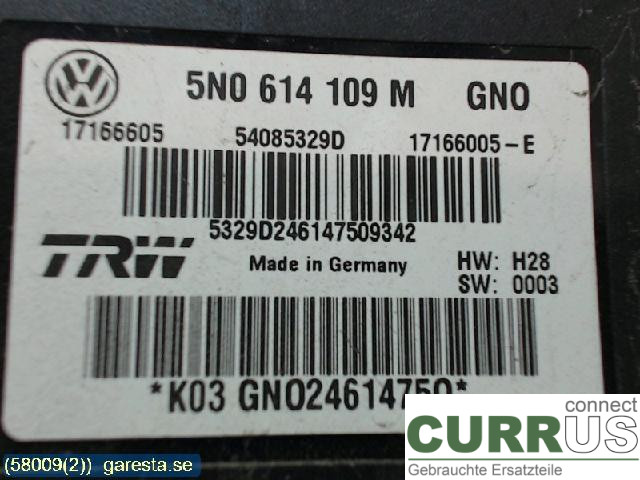 5N0 614 109 M GNO
17166605 54085329D 17166005-E
5329D246147509342
TRW Made in Germany HW: H28
SW: 0003
*K03 GNO24614750*
connect
CURRUS
Gebrauchte Ersatzteile
(58009(2)) garesta.se